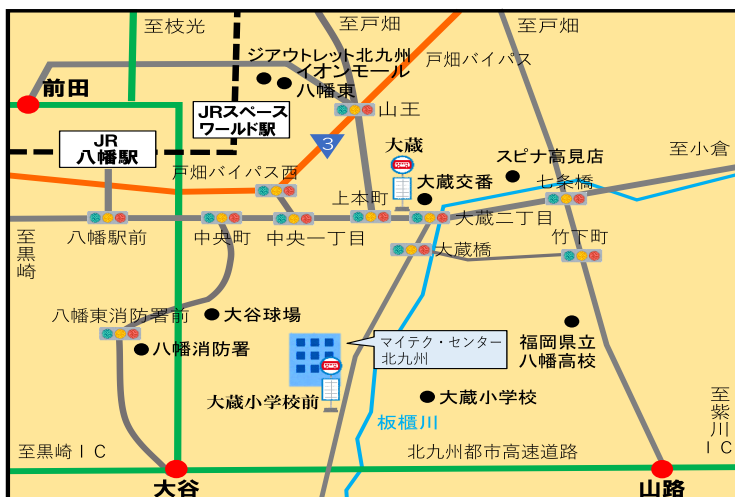 至枝光
至戸畑
至戸畑
戸畑バイパス
ジアウトレット北九州
イオンモール
八幡東
前田
山王
JRスペース
ワールド駅
3
JR
八幡駅
大蔵
スピナ高見店
至小倉
戸畑バイパス西
上本町
大蔵交番
七条橋
至黒崎
八幡駅前
中央町
中央一丁目
大蔵二丁目
竹下町
大蔵橋
八幡東消防署前
大谷球場
八幡消防署
マイテク・センター
北九州
福岡県立
八幡高校
大蔵小学校前
大蔵小学校
板櫃川
至紫川IC
至黒崎IC
北九州都市高速道路
大谷
山路